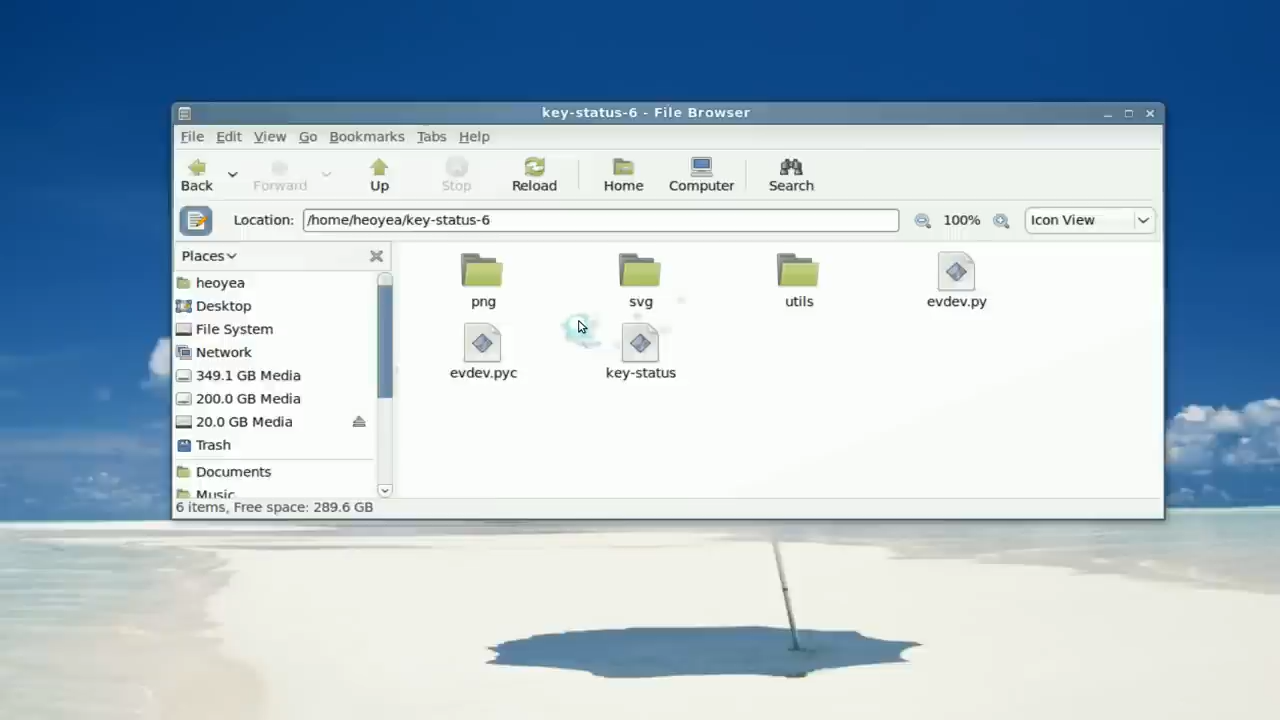 key-status-6 - File Browser
File Edit View Go Bookmarks Tabs Help
Back Forward Up Stop Reload Home Computer Search
Location: /home/heoyea/key-status-6 100% Icon View
Places
heoyea
Desktop
File System
Network
349.1 GB Media
200.0 GB Media
20.0 GB Media
Trash
Documents
Music
png svg utils evdev.py
evdev.pyc key-status
6 items, Free space: 289.6 GB